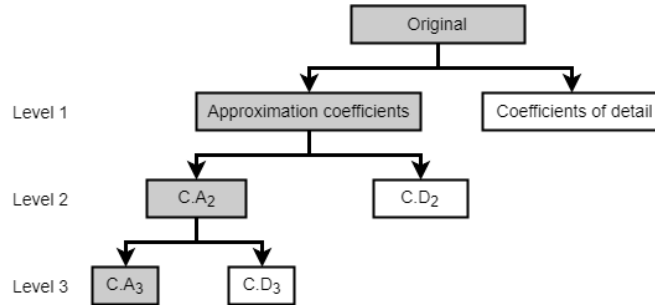 Original
Level 1
Approximation coefficients
Coefficients of detail
Level 2
C.A2
C.D2
Level 3
C.A3
C.D3